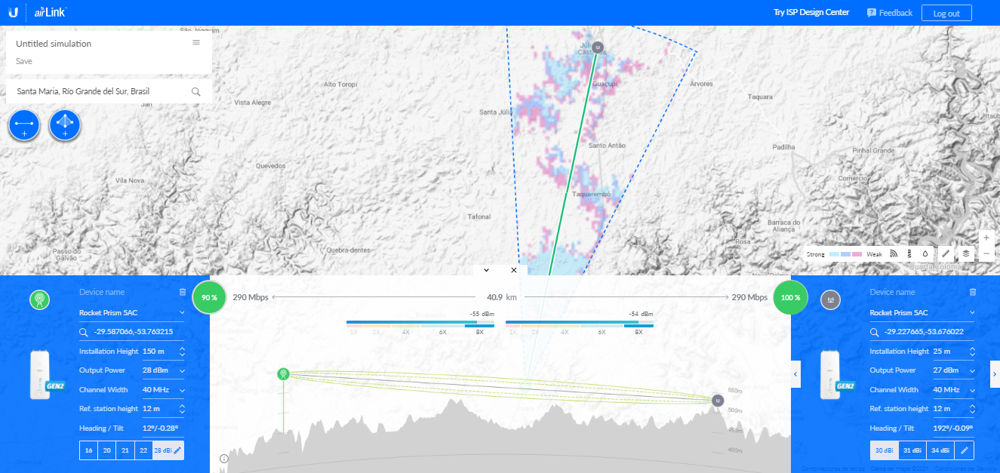 airLink
Try ISP Design Center
Feedback
Log out
São Joaquim
Untitled simulation
Save
Santa Maria, Rio Grande del Sur, Brasil
Jari
Alto Toropi
Vista Alegre
Santa Júlia
Guaçupi
Árvores
Taquara
Santo Antão
Padilha
Pinhal Grande
Quevedos
Vila Nova
Comércio
Taquarembó
Tafonal
Barraca do
Aliança
Rosa
Quebra-dentes
Passo do
Galvão
Strong
Weak
Quarta Colonia
Device name
Rocket Prism 5AC
-29.587066,-53.763215
Installation Height 150 m
Output Power 28 dBm
Channel Width 40 MHz
Ref. station height 12 m
Heading / Tilt 12º/-0.28º
16 20 21 22 28 dBi
GEN2
90 %
290 Mbps
40.9 km
290 Mbps
100 %
-55 dBm
1X 2X 4X 6X 8X
-54 dBm
1X 2X 4X 6X 8X
550m
500m
450m
400m
Device name
Rocket Prism 5AC
-29.227665,-53.676022
Installation Height 25 m
Output Power 27 dBm
Channel Width 40 MHz
Ref. station height 12 m
Heading / Tilt 192º/-0.09º
30 dBi 31 dBi 34 dBi
GEN2
Combinaciones de teclas
Datos del mapa ©2021
Condiciones del Servicio